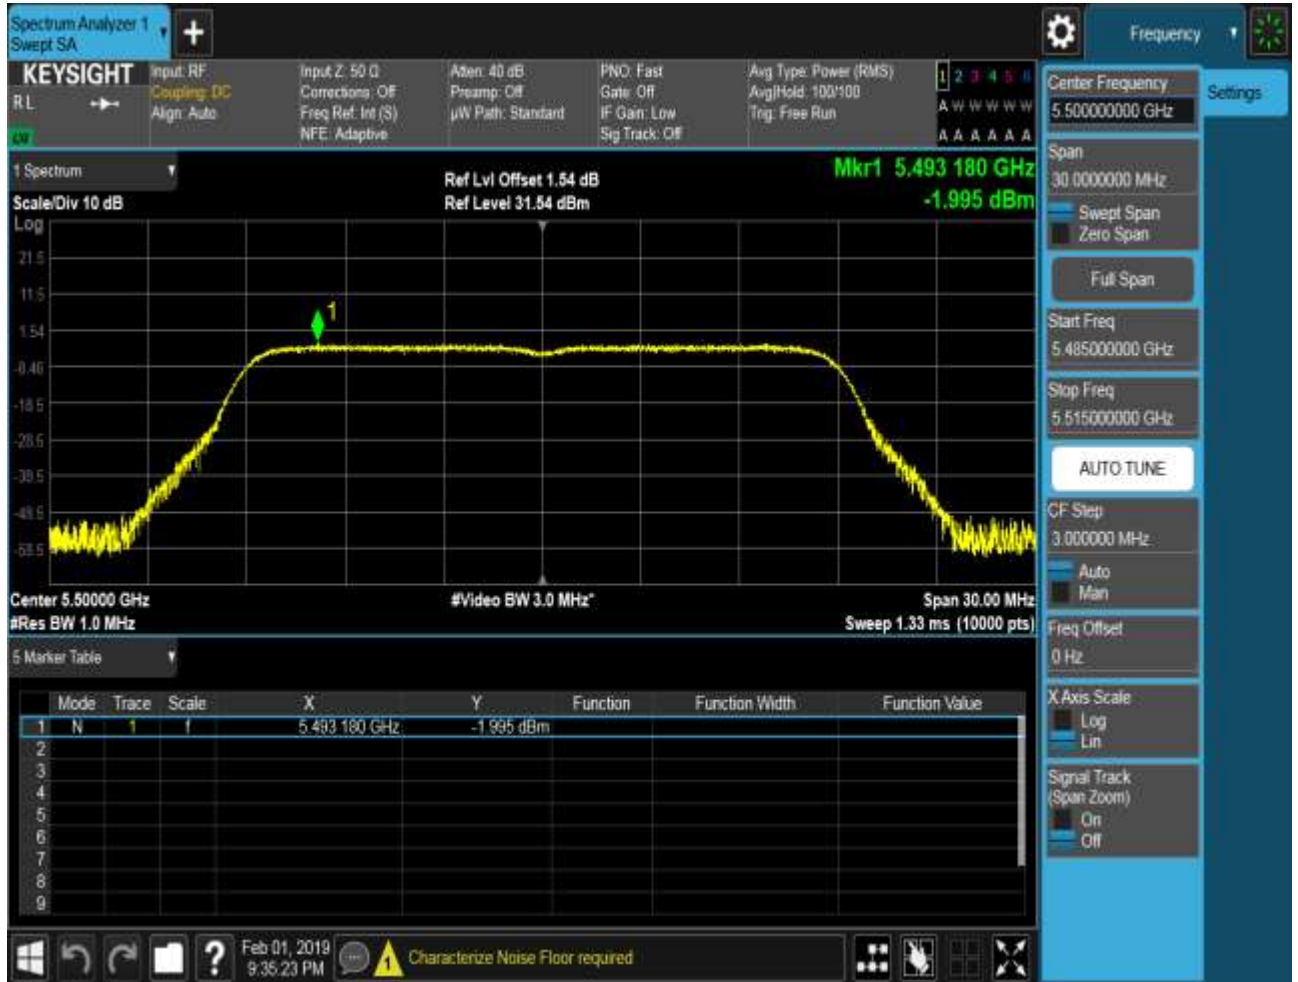 Spectrum Analyzer 1
Swept SA
+
Frequency
KEYSIGHT
RL
Input: RF
Coupling: DC
Align: Auto
Input Z: 50 Ω
Corrections: Off
Freq Ref: Int (S)
NFE: Adaptive
Atten: 40 dB
Preamp: Off
µW Path: Standard
PNO: Fast
Gate: Off
IF Gain: Low
Sig Track: Off
Avg Type: Power (RMS)
Avg|Hold: 100/100
Trig: Free Run
1 2 3 4 5 6
A W W W W W
A A A A A A
1 Spectrum
Scale/Div 10 dB
Ref Lvl Offset 1.54 dB
Ref Level 31.54 dBm
Mkr1 5.493 180 GHz
-1.995 dBm
Log
21.5
11.5
1.54
-8.46
-18.5
-28.5
-38.5
-48.5
-58.5
1
Center 5.50000 GHz
#Res BW 1.0 MHz
#Video BW 3.0 MHz*
Span 30.00 MHz
Sweep 1.33 ms (10000 pts)
5 Marker Table
Mode Trace Scale X Y Function Function Width Function Value
1 N 1 f 5.493 180 GHz -1.995 dBm
2
3
4
5
6
7
8
9
Center Frequency
5.500000000 GHz
Settings
Span
30.0000000 MHz
Swept Span
Zero Span
Full Span
Start Freq
5.485000000 GHz
Stop Freq
5.515000000 GHz
AUTO TUNE
CF Step
3.000000 MHz
Auto
Man
Freq Offset
0 Hz
X Axis Scale
Log
Lin
Signal Track
(Span Zoom)
On
Off
?
Feb 01, 2019
9:35:23 PM
1
Characterize Noise Floor required